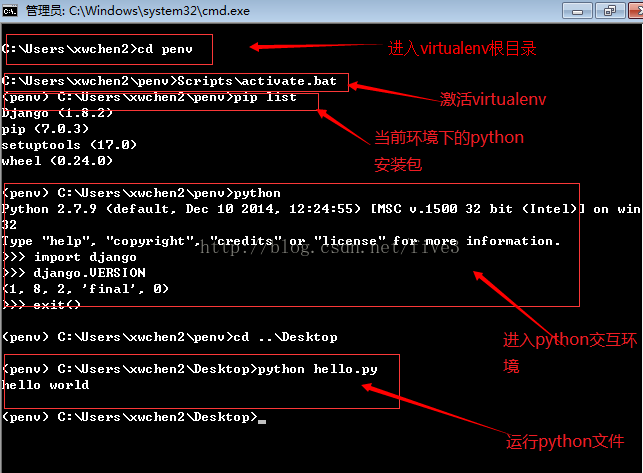 管理员: C:\Windows\system32\cmd.exe
C:\Users\xwchen2>cd penv
进入virtualenv根目录
C:\Users\xwchen2\penv>Scripts\activate.bat
激活virtualenv
(penv) C:\Users\xwchen2\penv>pip list
Django (1.8.2)
pip (7.0.3)
setuptools (17.0)
wheel (0.24.0)
当前环境下的python
安装包
(penv) C:\Users\xwchen2\penv>python
Python 2.7.9 (default, Dec 10 2014, 12:24:55) [MSC v.1500 32 bit (Intel)] on win
32
Type "help", "copyright", "credits" or "license" for more information.
http://blog.csdn.net/five3
>>> import django
>>> django.VERSION
(1, 8, 2, 'final', 0)
>>> exit()
进入python交互环
境
(penv) C:\Users\xwchen2\penv>cd ..\Desktop
(penv) C:\Users\xwchen2\Desktop>python hello.py
hello world
运行python文件
(penv) C:\Users\xwchen2\Desktop>